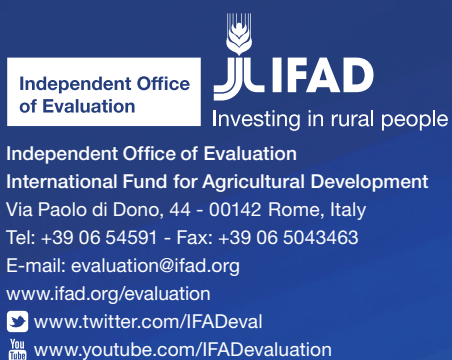 Independent Office
of Evaluation
IFAD
Investing in rural people
Independent Office of Evaluation
International Fund for Agricultural Development
Via Paolo di Dono, 44 - 00142 Rome, Italy
Tel: +39 06 54591 - Fax: +39 06 5043463
E-mail: evaluation@ifad.org
www.ifad.org/evaluation
www.twitter.com/IFADeval
You Tube www.youtube.com/IFADevaluation